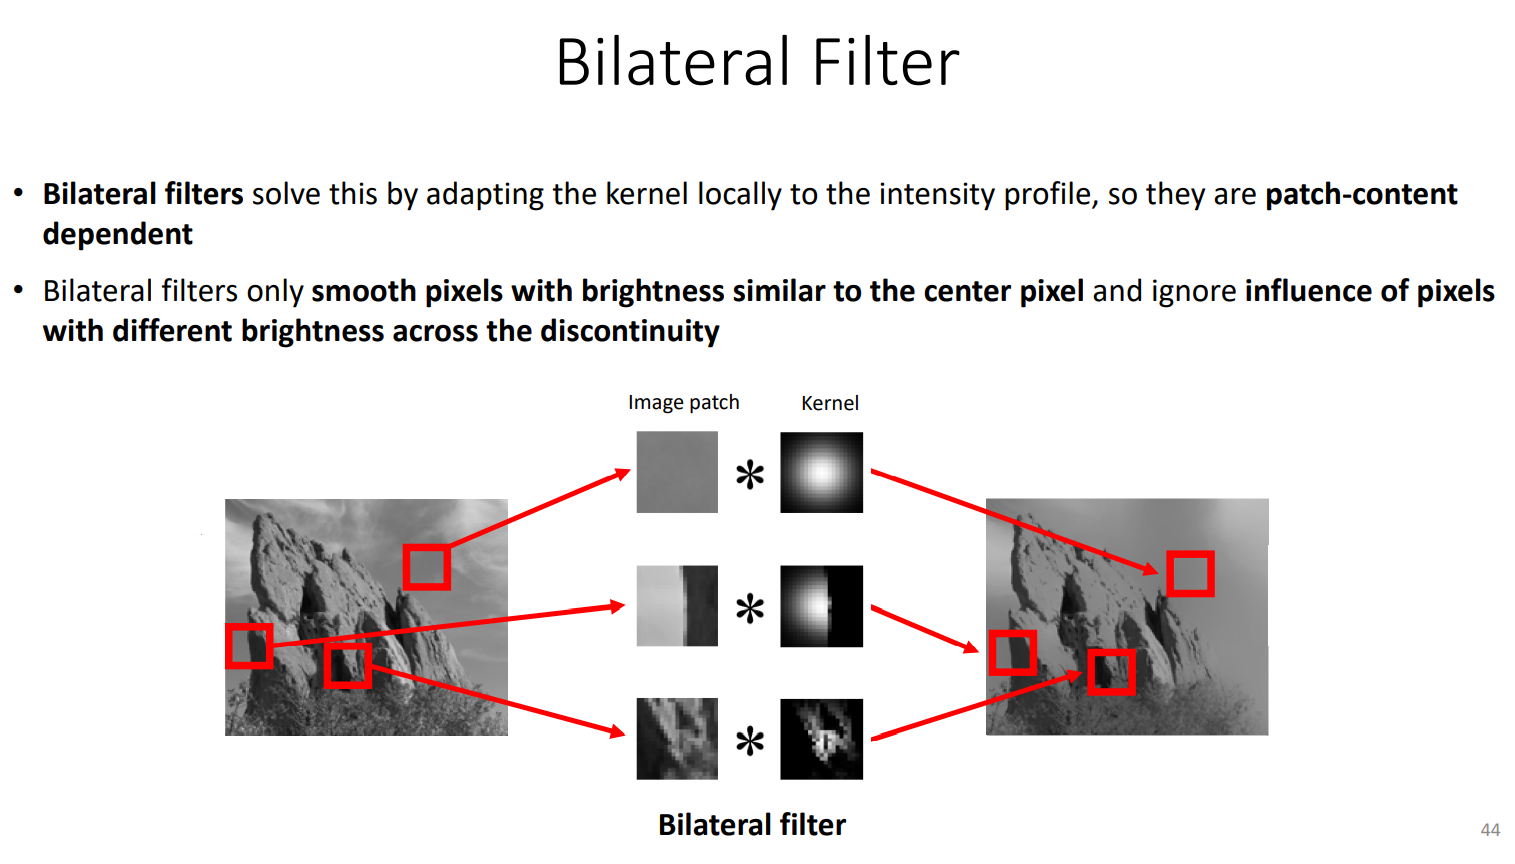 Bilateral Filter
• Bilateral filters solve this by adapting the kernel locally to the intensity profile, so they are patch-content
dependent
• Bilateral filters only smooth pixels with brightness similar to the center pixel and ignore influence of pixels
with different brightness across the discontinuity
Image patch Kernel
*
*
*
Bilateral filter
44